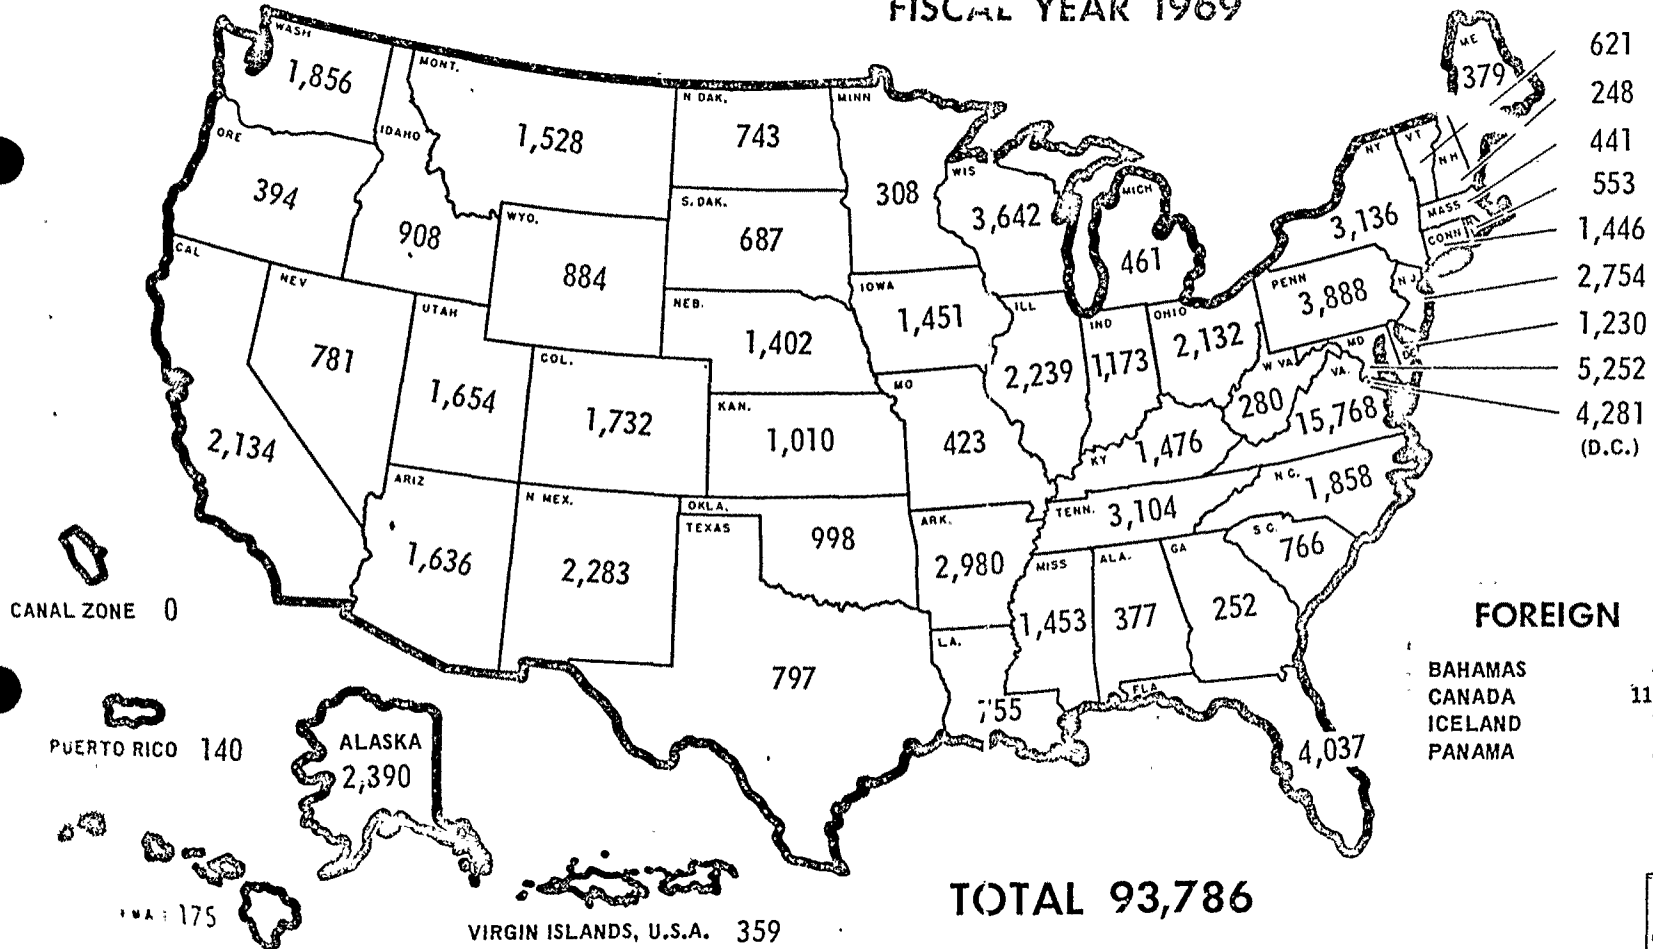 FISCAL YEAR 1969
WASH
1,856
MONT.
1,528
IDAHO
908
ORE
394
N DAK.
743
MINN
308
S. DAK.
687
WYO.
884
WIS
3,642
MICH
461
ME
379
621
248
441
553
1,446
2,754
1,230
5,252
4,281
(D.C.)
VT
N H
NY
3,136
MASS
CONN
R
PENN
3,888
N J
CAL
2,134
NEV
781
UTAH
1,654
COL.
1,732
NEB.
1,402
IOWA
1,451
ILL
2,239
IND
1,173
OHIO
2,132
MD
W VA
280
VA.
15,768
KAN.
1,010
MO
423
KY
1,476
ARIZ
1,636
N MEX.
2,283
OKLA.
998
TEXAS
797
ARK.
2,980
TENN.
3,104
N C.
1,858
S C.
766
MISS
1,453
ALA.
377
GA
252
LA.
755
FLA
4,037
CANAL ZONE 0
PUERTO RICO 140
ALASKA
2,390
175
VIRGIN ISLANDS, U.S.A. 359
TOTAL 93,786
FOREIGN
BAHAMAS
CANADA 11
ICELAND
PANAMA